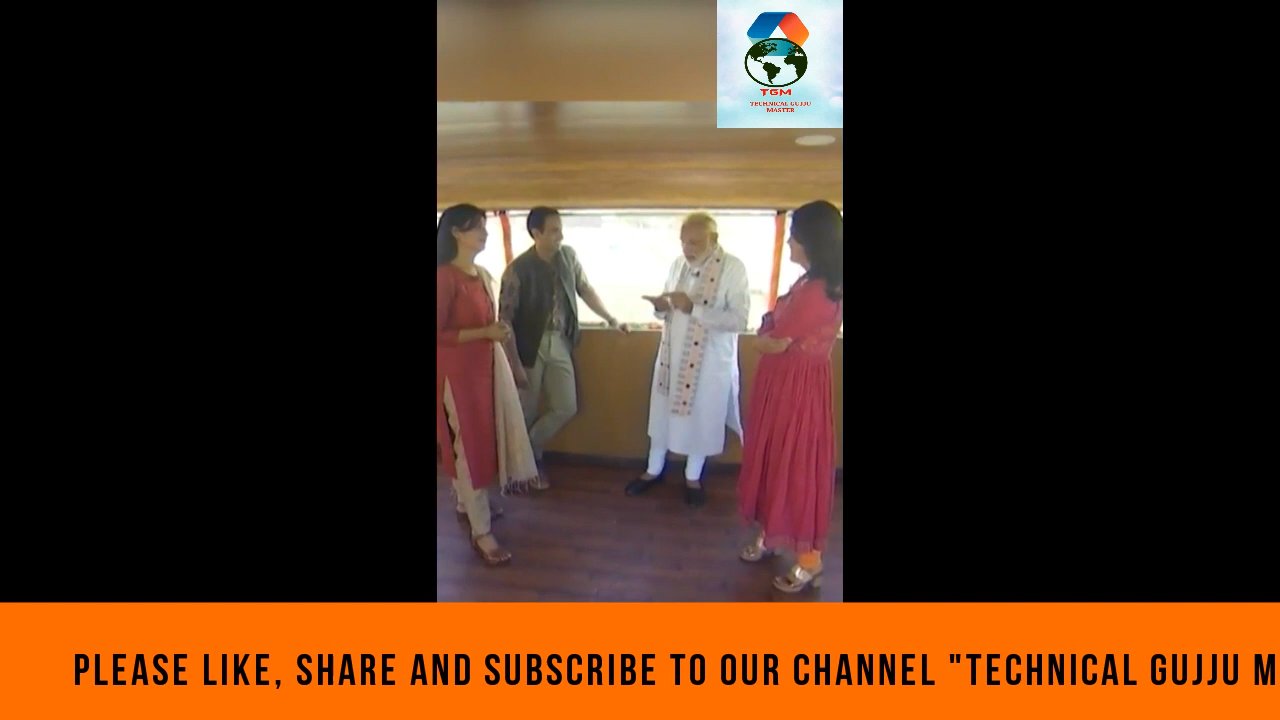 TGM
TECHNICAL GUJJU
MASTER
PLEASE LIKE, SHARE AND SUBSCRIBE TO OUR CHANNEL "TECHNICAL GUJJU M